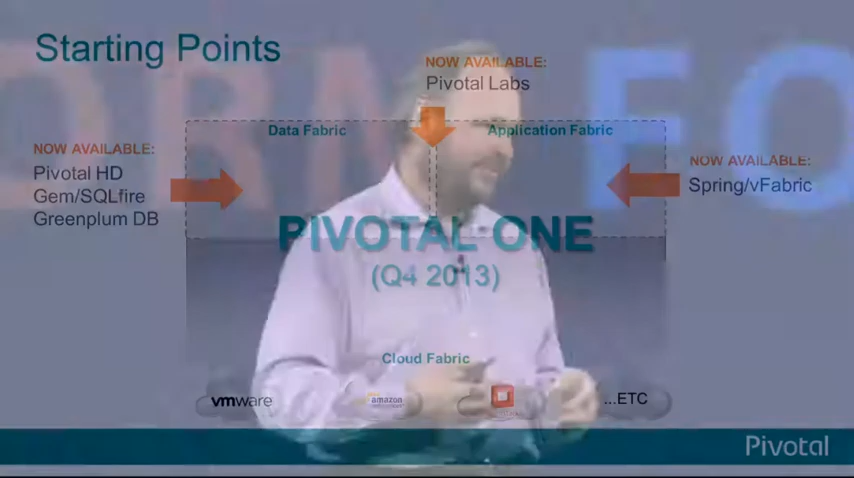 Starting Points
NOW AVAILABLE:
Pivotal Labs
Data Fabric
Application Fabric
NOW AVAILABLE:
Pivotal HD
Gem/SQLfire
Greenplum DB
NOW AVAILABLE:
Spring/vFabric
PIVOTAL ONE
(Q4 2013)
Cloud Fabric
vmware
amazon
...ETC
Pivotal